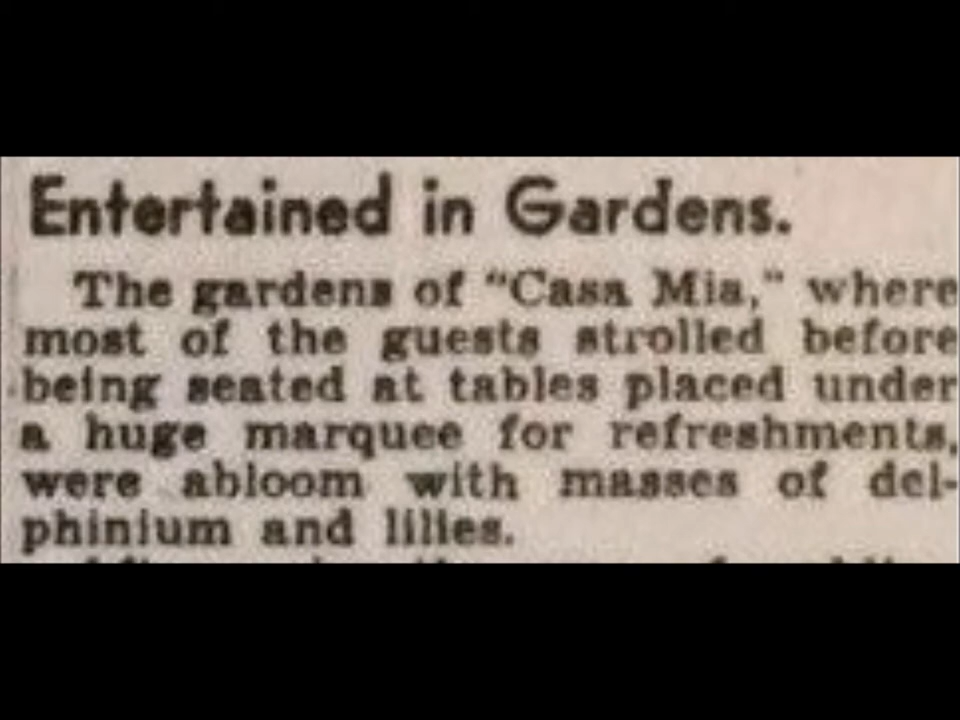 Entertained in Gardens.
The gardens of "Casa Mia," where
most of the guests strolled before
being seated at tables placed under
a huge marquee for refreshments,
were abloom with masses of del-
phinium and lilies.